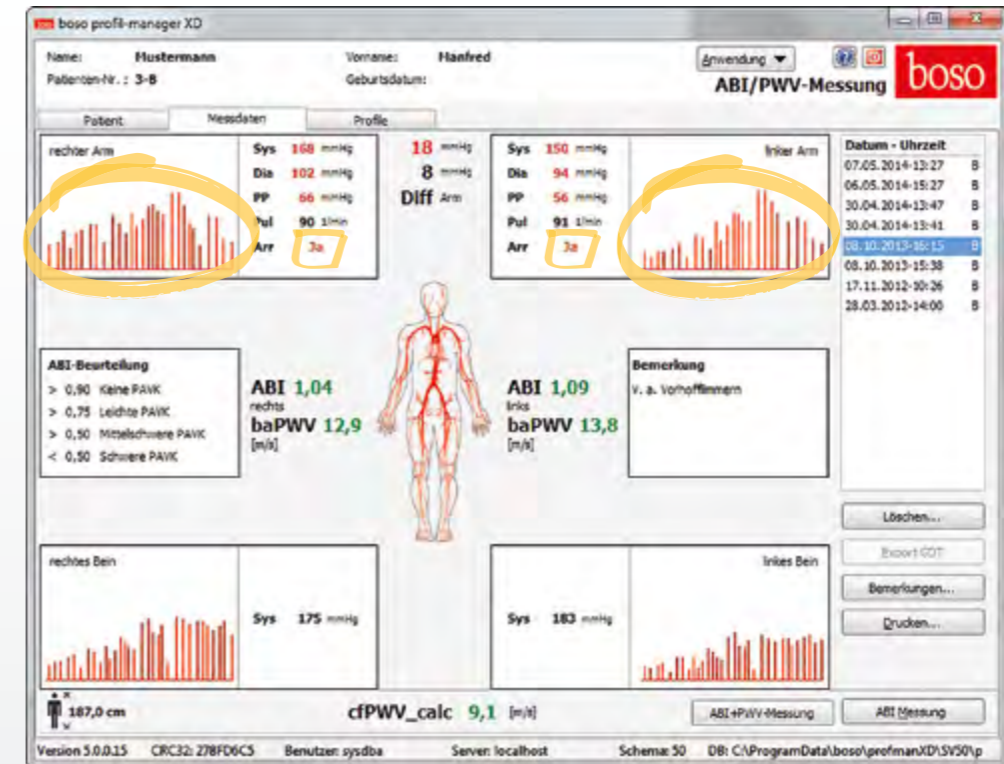 boso boso profil-manager XD
Name: Mustermann Vorname: Manfred
Patienten-Nr.: 3-B Geburtsdatum:
Anwendung
ABI/PWV-Messung
boso
Patient Messdaten Profile
rechter Arm
Sys 168 mmHg
Dia 102 mmHg
PP 66 mmHg
Pul 90 1/min
Arr Ja
18 mmHg
8 mmHg
Diff Arm
Sys 150 mmHg
Dia 94 mmHg
PP 56 mmHg
Pul 91 1/min
Arr Ja
linker Arm
Datum - Uhrzeit
07.05.2014-13:27 B
06.05.2014-15:27 B
30.04.2014-13:47 B
30.04.2014-13:41 B
08.10.2013-16:15 B
08.10.2013-15:38 B
17.11.2012-10:26 B
28.03.2012-14:00 B
ABI-Beurteilung
> 0,90 Keine PAVK
> 0,75 Leichte PAVK
> 0,50 Mittelschwere PAVK
< 0,50 Schwere PAVK
ABI 1,04
rechts
baPWV 12,9
[m/s]
ABI 1,09
links
baPWV 13,8
[m/s]
Bemerkung
V. a. Vorhofflimmern
Löschen...
Export GDT
Bemerkungen...
Drucken...
rechtes Bein
Sys 175 mmHg
Sys 183 mmHg
linkes Bein
187,0 cm
cfPWV_calc 9,1 [m/s]
ABI+PWV-Messung
ABI Messung
Version 5.0.0.15 CRC32: 278FD6C5 Benutzer: sysdba Server: localhost Schema: 50 DB: C:\ProgramData\boso\profmanXD\SV50\p